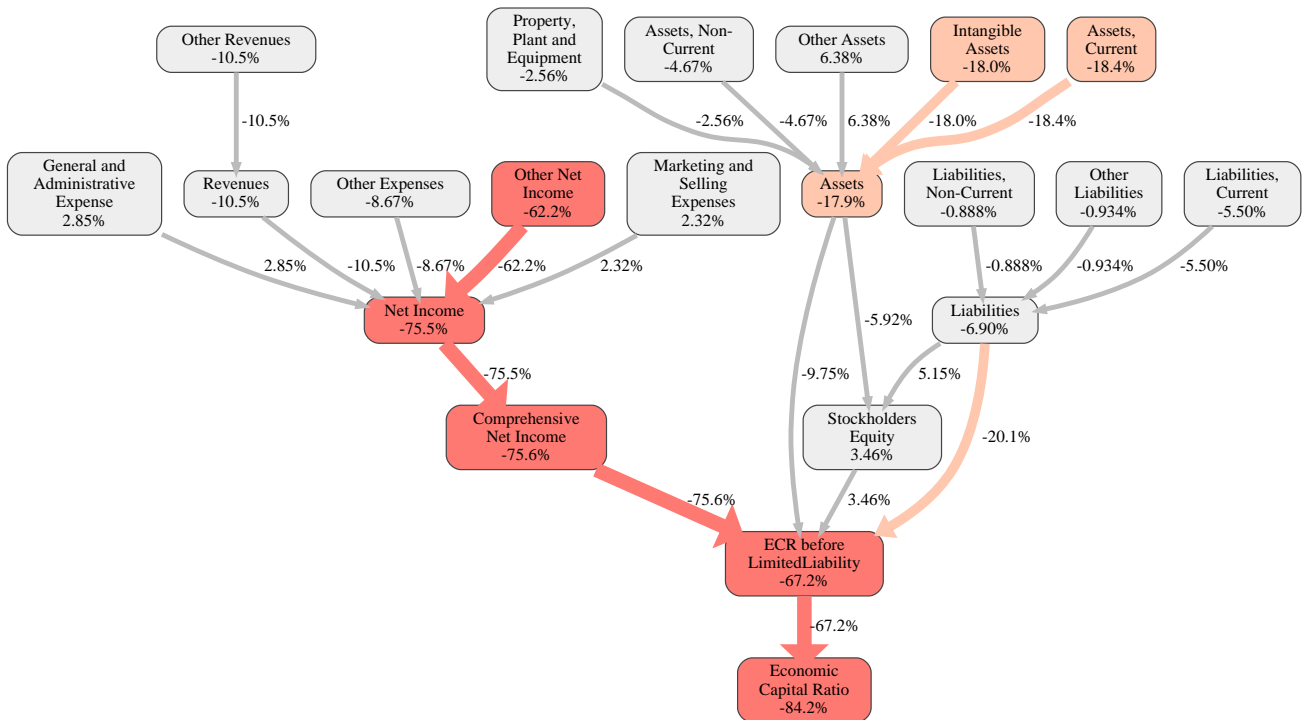 Other Revenues
-10.5%
Property,
Plant and
Equipment
-2.56%
Assets, Non-
Current
-4.67%
Other Assets
6.38%
Intangible
Assets
-18.0%
Assets,
Current
-18.4%
-10.5%
-2.56%
-4.67%
6.38%
-18.0%
-18.4%
General and
Administrative
Expense
2.85%
Revenues
-10.5%
Other Expenses
-8.67%
Other Net
Income
-62.2%
Marketing and
Selling
Expenses
2.32%
Assets
-17.9%
Liabilities,
Non-Current
-0.888%
Other
Liabilities
-0.934%
Liabilities,
Current
-5.50%
2.85%
-10.5%
-8.67%
-62.2%
2.32%
-0.888%
-0.934%
-5.50%
Net Income
-75.5%
-5.92%
Liabilities
-6.90%
-75.5%
-9.75%
5.15%
Comprehensive
Net Income
-75.6%
Stockholders
Equity
3.46%
-20.1%
-75.6%
3.46%
ECR before
LimitedLiability
-67.2%
-67.2%
Economic
Capital Ratio
-84.2%